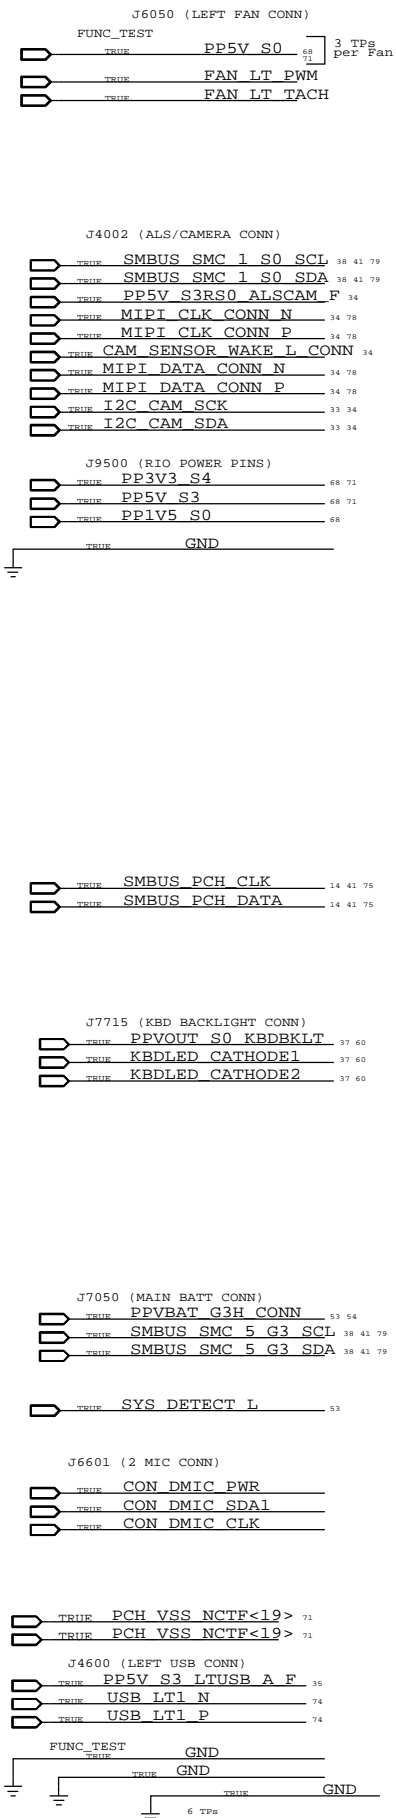 J6050 (LEFT FAN CONN)
FUNC_TEST
TRUE PP5V_S0 68 71
3 TPs per Fan
TRUE FAN_LT_PWM
TRUE FAN_LT_TACH
J4002 (ALS/CAMERA CONN)
TRUE SMBUS_SMC_1_S0_SCL 38 41 79
TRUE SMBUS_SMC_1_S0_SDA 38 41 79
TRUE PP5V_S3RS0_ALSCAM_F 34
TRUE MIPI_CLK_CONN_N 34 78
TRUE MIPI_CLK_CONN_P 34 78
TRUE CAM_SENSOR_WAKE_L_CONN 34
TRUE MIPI_DATA_CONN_N 34 78
TRUE MIPI_DATA_CONN_P 34 78
TRUE I2C_CAM_SCK 33 34
TRUE I2C_CAM_SDA 33 34
J9500 (RIO POWER PINS)
TRUE PP3V3_S4 68 71
TRUE PP5V_S3 68 71
TRUE PP1V5_S0 68
TRUE GND
TRUE SMBUS_PCH_CLK 14 41 75
TRUE SMBUS_PCH_DATA 14 41 75
J7715 (KBD BACKLIGHT CONN)
TRUE PPVOUT_S0_KBDBKLT 37 60
TRUE KBDLED_CATHODE1 37 60
TRUE KBDLED_CATHODE2 37 60
J7050 (MAIN BATT CONN)
TRUE PPVBAT_G3H_CONN 53 54
TRUE SMBUS_SMC_5_G3_SCL 38 41 79
TRUE SMBUS_SMC_5_G3_SDA 38 41 79
TRUE SYS_DETECT_L 53
J6601 (2 MIC CONN)
TRUE CON_DMIC_PWR
TRUE CON_DMIC_SDA1
TRUE CON_DMIC_CLK
TRUE PCH_VSS_NCTF<19> 71
TRUE PCH_VSS_NCTF<19> 71
J4600 (LEFT USB CONN)
TRUE PP5V_S3_LTUSB_A_F 35
TRUE USB_LT1_N 74
TRUE USB_LT1_P 74
FUNC_TEST
TRUE GND
TRUE GND
TRUE GND
6 TPs